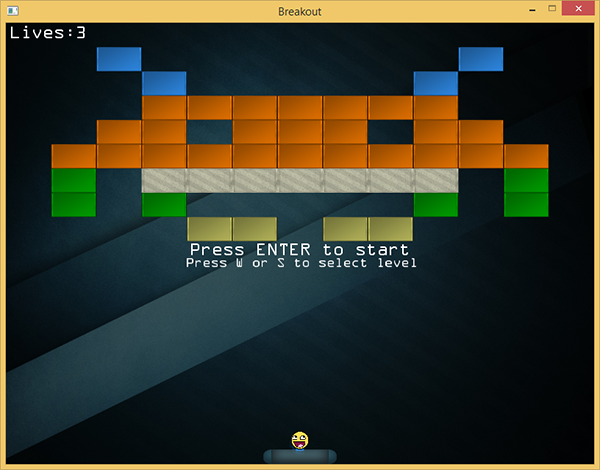 Breakout
Lives:3
Press ENTER to start
Press W or S to select level